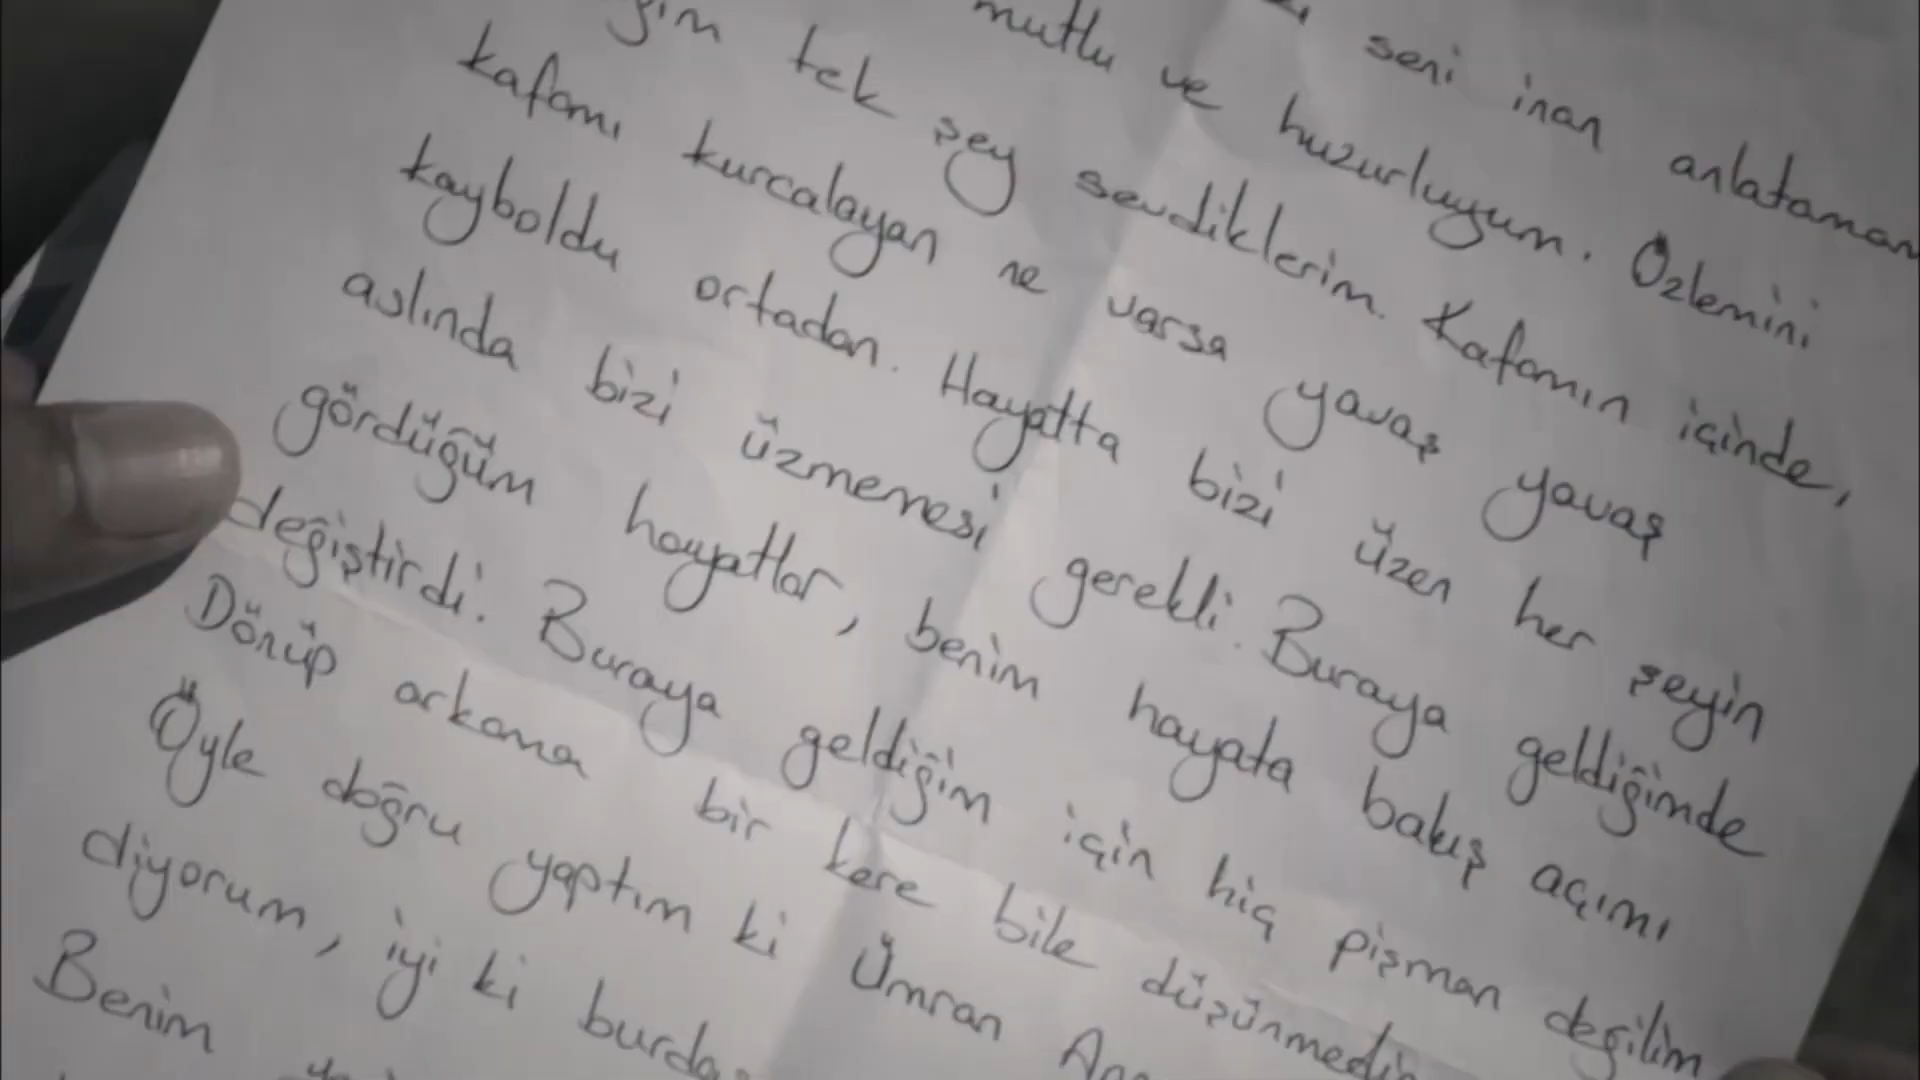 seni inan anlatamam
mutlu ve huzurluyum. Özlemini
tek şey sevdiklerim. Kafamın içinde,
kafamı kurcalayan ne varsa yavaş yavaş
kayboldu ortadan. Hayatta bizi üzen her şeyin
aslında bizi üzmemesi gerekli. Buraya geldiğimde
gördüğüm hayatlar, benim hayata bakış açımı
değiştirdi. Buraya geldiğim için hiç pişman değilim
Dönüp arkama bir kere bile düşünmedi
Öyle doğru yaptım ki Ümran
diyorum, iyi ki burda
Benim